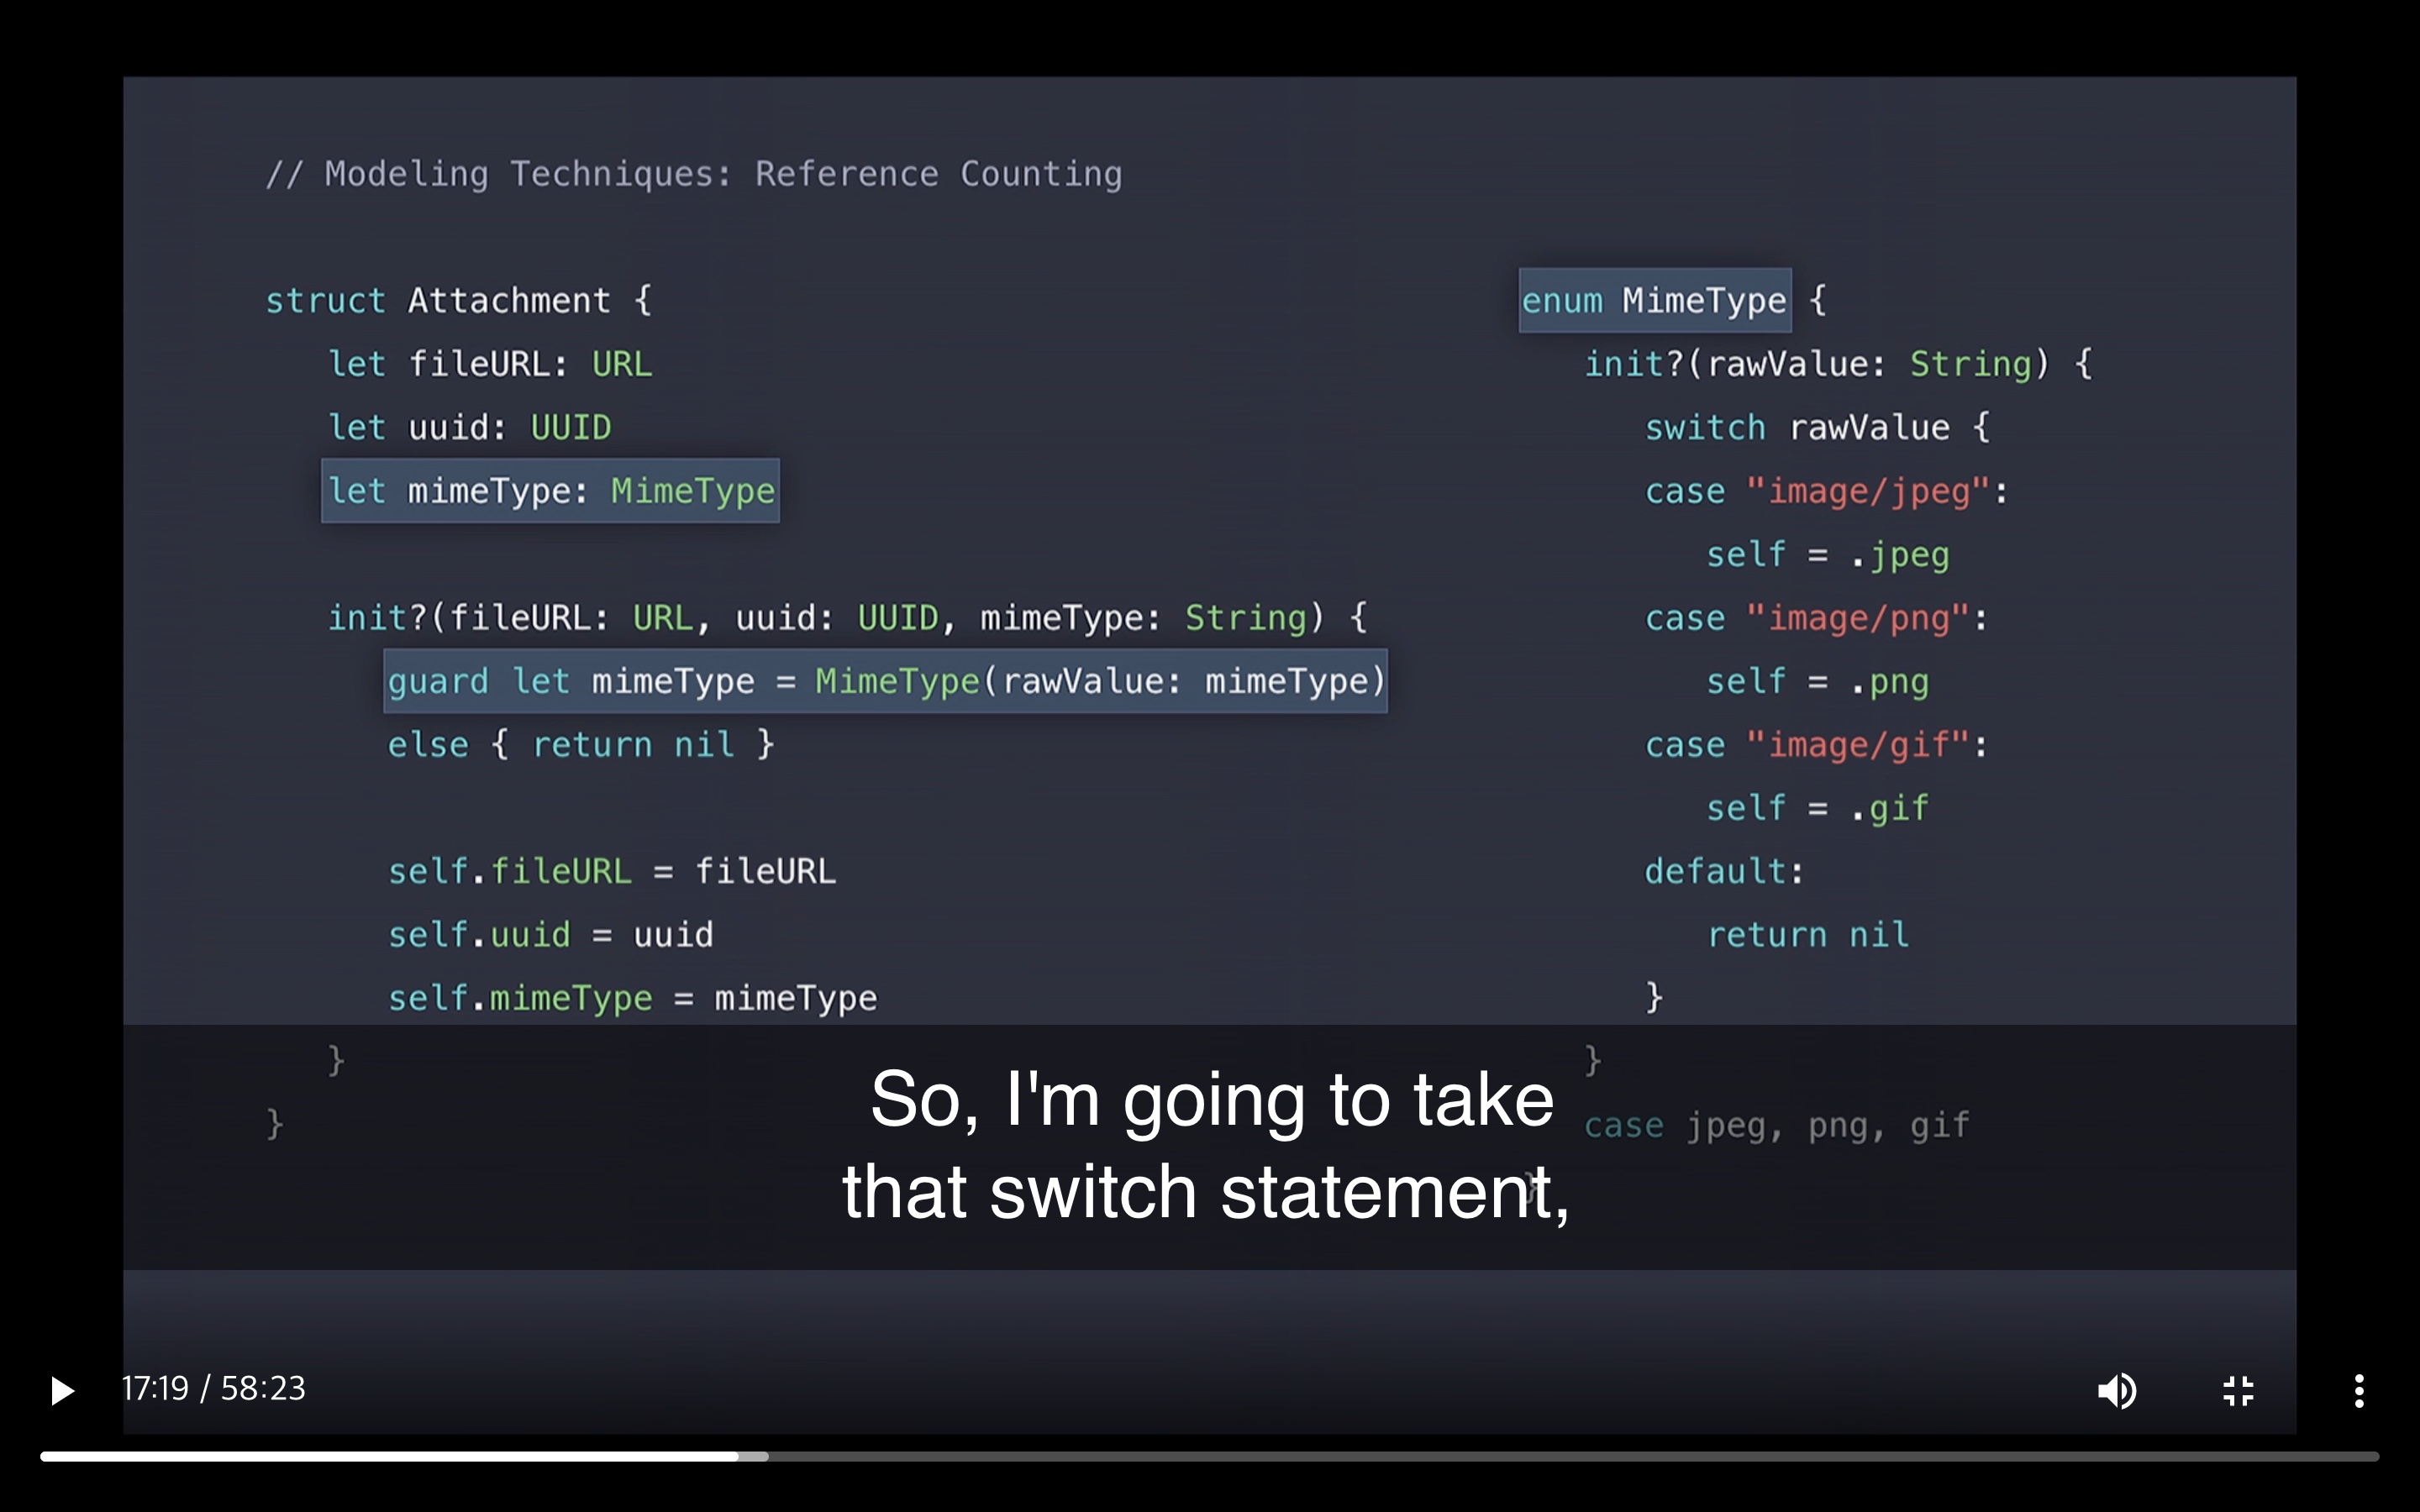 // Modeling Techniques: Reference Counting
struct Attachment {
let fileURL: URL
let uuid: UUID
let mimeType: MimeType
init?(fileURL: URL, uuid: UUID, mimeType: String) {
guard let mimeType = MimeType(rawValue: mimeType)
else { return nil }
self.fileURL = fileURL
self.uuid = uuid
self.mimeType = mimeType
}
}
enum MimeType {
init?(rawValue: String) {
switch rawValue {
case "image/jpeg":
self = .jpeg
case "image/png":
self = .png
case "image/gif":
self = .gif
default:
return nil
}
}
case jpeg, png, gif
}
So, I'm going to take
that switch statement,
17:19 / 58:23